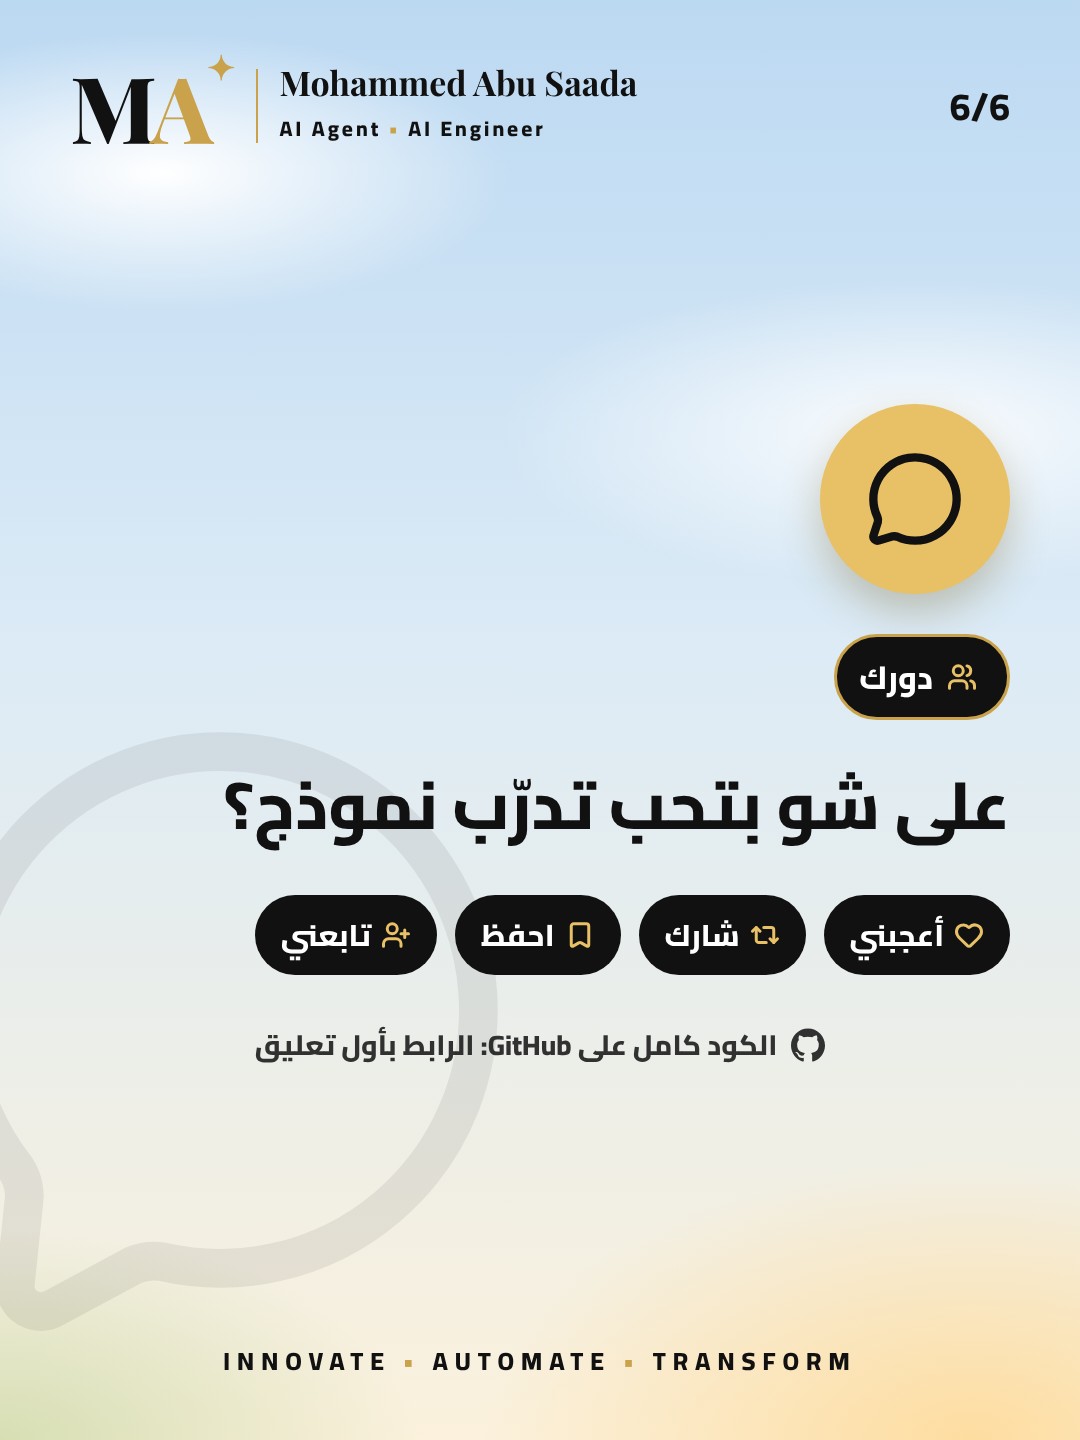 MA
Mohammed Abu Saada
AI Agent ▪ AI Engineer
6/6
دورك
على شو بتحب تدرّب نموذج؟
أعجبني
شارك
احفظ
تابعني
الكود كامل على GitHub: الرابط بأول تعليق
INNOVATE ▪ AUTOMATE ▪ TRANSFORM